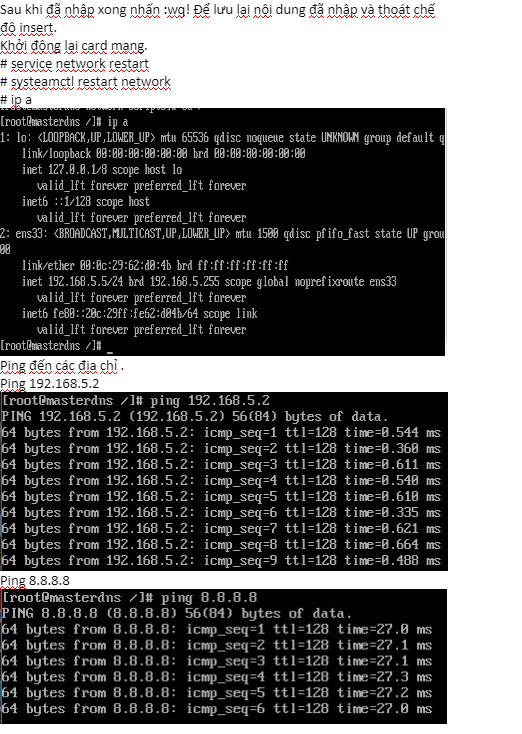 Sau khi đã nhập xong nhấn :wq! Để lưu lại nội dung đã nhập và thoát chế
độ insert.
Khởi động lại card mạng.
# service network restart
# systeamctl restart network
# ip a
[root@masterdns /]# ip a
1: lo: <LOOPBACK,UP,LOWER_UP> mtu 65536 qdisc noqueue state UNKNOWN group default q
link/loopback 00:00:00:00:00:00 brd 00:00:00:00:00:00
inet 127.0.0.1/8 scope host lo
valid_lft forever preferred_lft forever
inet6 ::1/128 scope host
valid_lft forever preferred_lft forever
2: ens33: <BROADCAST,MULTICAST,UP,LOWER_UP> mtu 1500 qdisc pfifo_fast state UP grou
00
link/ether 00:0c:29:62:d0:4b brd ff:ff:ff:ff:ff:ff
inet 192.168.5.5/24 brd 192.168.5.255 scope global noprefixroute ens33
valid_lft forever preferred_lft forever
inet6 fe80::20c:29ff:fe62:d04b/64 scope link
valid_lft forever preferred_lft forever
[root@masterdns /]# _
Ping đến các địa chỉ .
Ping 192.168.5.2
[root@masterdns /]# ping 192.168.5.2
PING 192.168.5.2 (192.168.5.2) 56(84) bytes of data.
64 bytes from 192.168.5.2: icmp_seq=1 ttl=128 time=0.544 ms
64 bytes from 192.168.5.2: icmp_seq=2 ttl=128 time=0.360 ms
64 bytes from 192.168.5.2: icmp_seq=3 ttl=128 time=0.611 ms
64 bytes from 192.168.5.2: icmp_seq=4 ttl=128 time=0.540 ms
64 bytes from 192.168.5.2: icmp_seq=5 ttl=128 time=0.610 ms
64 bytes from 192.168.5.2: icmp_seq=6 ttl=128 time=0.335 ms
64 bytes from 192.168.5.2: icmp_seq=7 ttl=128 time=0.621 ms
64 bytes from 192.168.5.2: icmp_seq=8 ttl=128 time=0.664 ms
64 bytes from 192.168.5.2: icmp_seq=9 ttl=128 time=0.488 ms
Ping 8.8.8.8
[root@masterdns /]# ping 8.8.8.8
PING 8.8.8.8 (8.8.8.8) 56(84) bytes of data.
64 bytes from 8.8.8.8: icmp_seq=1 ttl=128 time=27.0 ms
64 bytes from 8.8.8.8: icmp_seq=2 ttl=128 time=27.1 ms
64 bytes from 8.8.8.8: icmp_seq=3 ttl=128 time=27.1 ms
64 bytes from 8.8.8.8: icmp_seq=4 ttl=128 time=27.3 ms
64 bytes from 8.8.8.8: icmp_seq=5 ttl=128 time=27.2 ms
64 bytes from 8.8.8.8: icmp_seq=6 ttl=128 time=27.0 ms